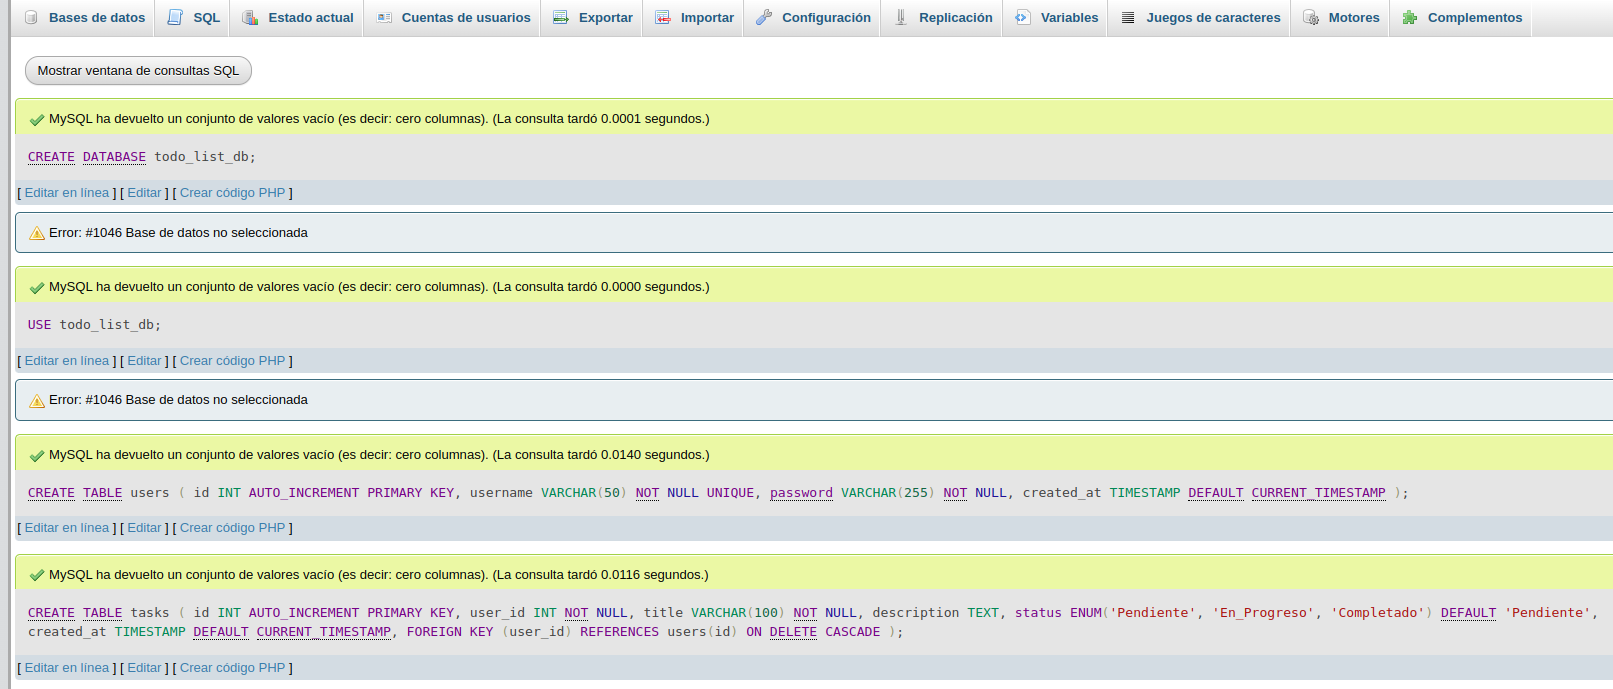 Bases de datos SQL Estado actual Cuentas de usuarios Exportar Importar Configuración Replicación Variables Juegos de caracteres Motores Complementos
Mostrar ventana de consultas SQL
MySQL ha devuelto un conjunto de valores vacío (es decir: cero columnas). (La consulta tardó 0.0001 segundos.)
CREATE DATABASE todo_list_db;
[ Editar en línea ] [ Editar ] [ Crear código PHP ]
Error: #1046 Base de datos no seleccionada
MySQL ha devuelto un conjunto de valores vacío (es decir: cero columnas). (La consulta tardó 0.0000 segundos.)
USE todo_list_db;
[ Editar en línea ] [ Editar ] [ Crear código PHP ]
Error: #1046 Base de datos no seleccionada
MySQL ha devuelto un conjunto de valores vacío (es decir: cero columnas). (La consulta tardó 0.0140 segundos.)
CREATE TABLE users ( id INT AUTO_INCREMENT PRIMARY KEY, username VARCHAR(50) NOT NULL UNIQUE, password VARCHAR(255) NOT NULL, created_at TIMESTAMP DEFAULT CURRENT_TIMESTAMP );
[ Editar en línea ] [ Editar ] [ Crear código PHP ]
MySQL ha devuelto un conjunto de valores vacío (es decir: cero columnas). (La consulta tardó 0.0116 segundos.)
CREATE TABLE tasks ( id INT AUTO_INCREMENT PRIMARY KEY, user_id INT NOT NULL, title VARCHAR(100) NOT NULL, description TEXT, status ENUM('Pendiente', 'En_Progreso', 'Completado') DEFAULT 'Pendiente',
created_at TIMESTAMP DEFAULT CURRENT_TIMESTAMP, FOREIGN KEY (user_id) REFERENCES users(id) ON DELETE CASCADE );
[ Editar en línea ] [ Editar ] [ Crear código PHP ]